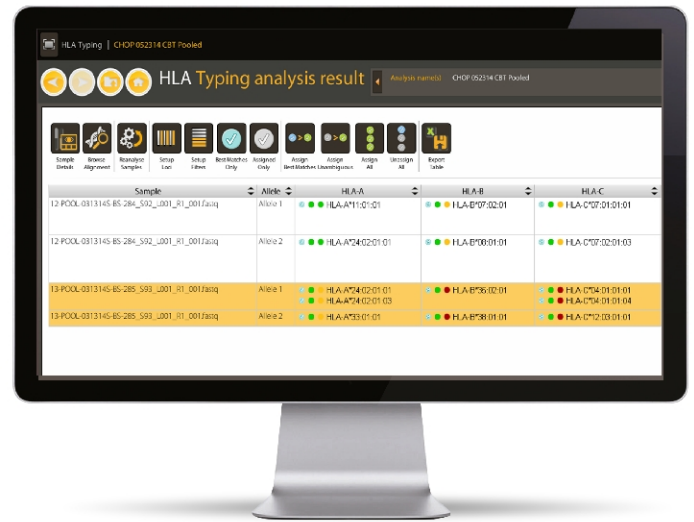 HLA Typing | CHOP 052314 CBT Pooled
HLA Typing analysis result
Analysis name(s) CHOP 052314 CBT Pooled
Sample Details
Browse Alignment
Reanalyse Samples
Setup Loci
Setup Filters
Best Matches Only
Assigned Only
Assign Best Matches
Assign Unambiguous
Assign All
Unassign All
Export Table
Sample Allele HLA-A HLA-B HLA-C
12-POOL-031314S-BS-284_S92_L001_R1_001.fastq Allele 1 HLA-A*11:01:01 HLA-B*07:02:01 HLA-C*07:01:01:01
12-POOL-031314S-BS-284_S92_L001_R1_001.fastq Allele 2 HLA-A*24:02:01:01 HLA-B*08:01:01 HLA-C*07:02:01:03
13-POOL-031314S-BS-285_S93_L001_R1_001.fastq Allele 1 HLA-A*24:02:01:01 HLA-B*35:02:01 HLA-C*04:01:01:01
HLA-A*24:02:01:03 HLA-C*04:01:01:04
13-POOL-031314S-BS-285_S93_L001_R1_001.fastq Allele 2 HLA-A*33:01:01 HLA-B*38:01:01 HLA-C*12:03:01:01